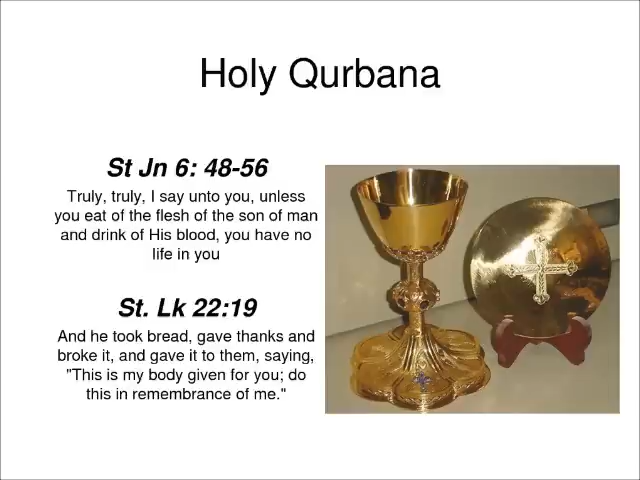 Holy Qurbana
St Jn 6: 48-56
Truly, truly, I say unto you, unless
you eat of the flesh of the son of man
and drink of His blood, you have no
life in you
St. Lk 22:19
And he took bread, gave thanks and
broke it, and gave it to them, saying,
"This is my body given for you; do
this in remembrance of me."